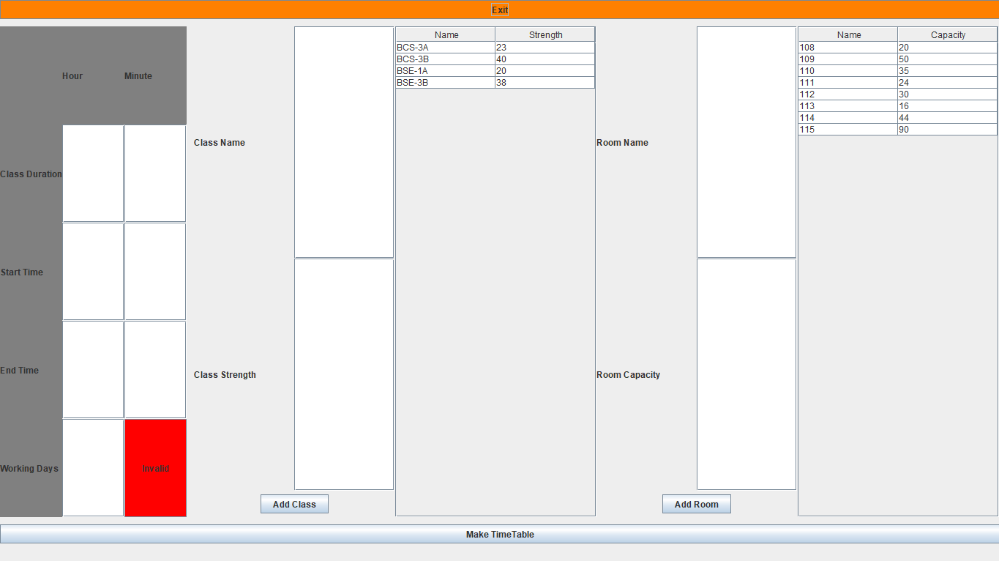 Exit
Hour Minute
Class Duration
Start Time
End Time
Working Days Invalid
Class Name
Class Strength
Add Class
Name Strength
BCS-3A 23
BCS-3B 40
BSE-1A 20
BSE-3B 38
Room Name
Room Capacity
Add Room
Name Capacity
108 20
109 50
110 35
111 24
112 30
113 16
114 44
115 90
Make TimeTable